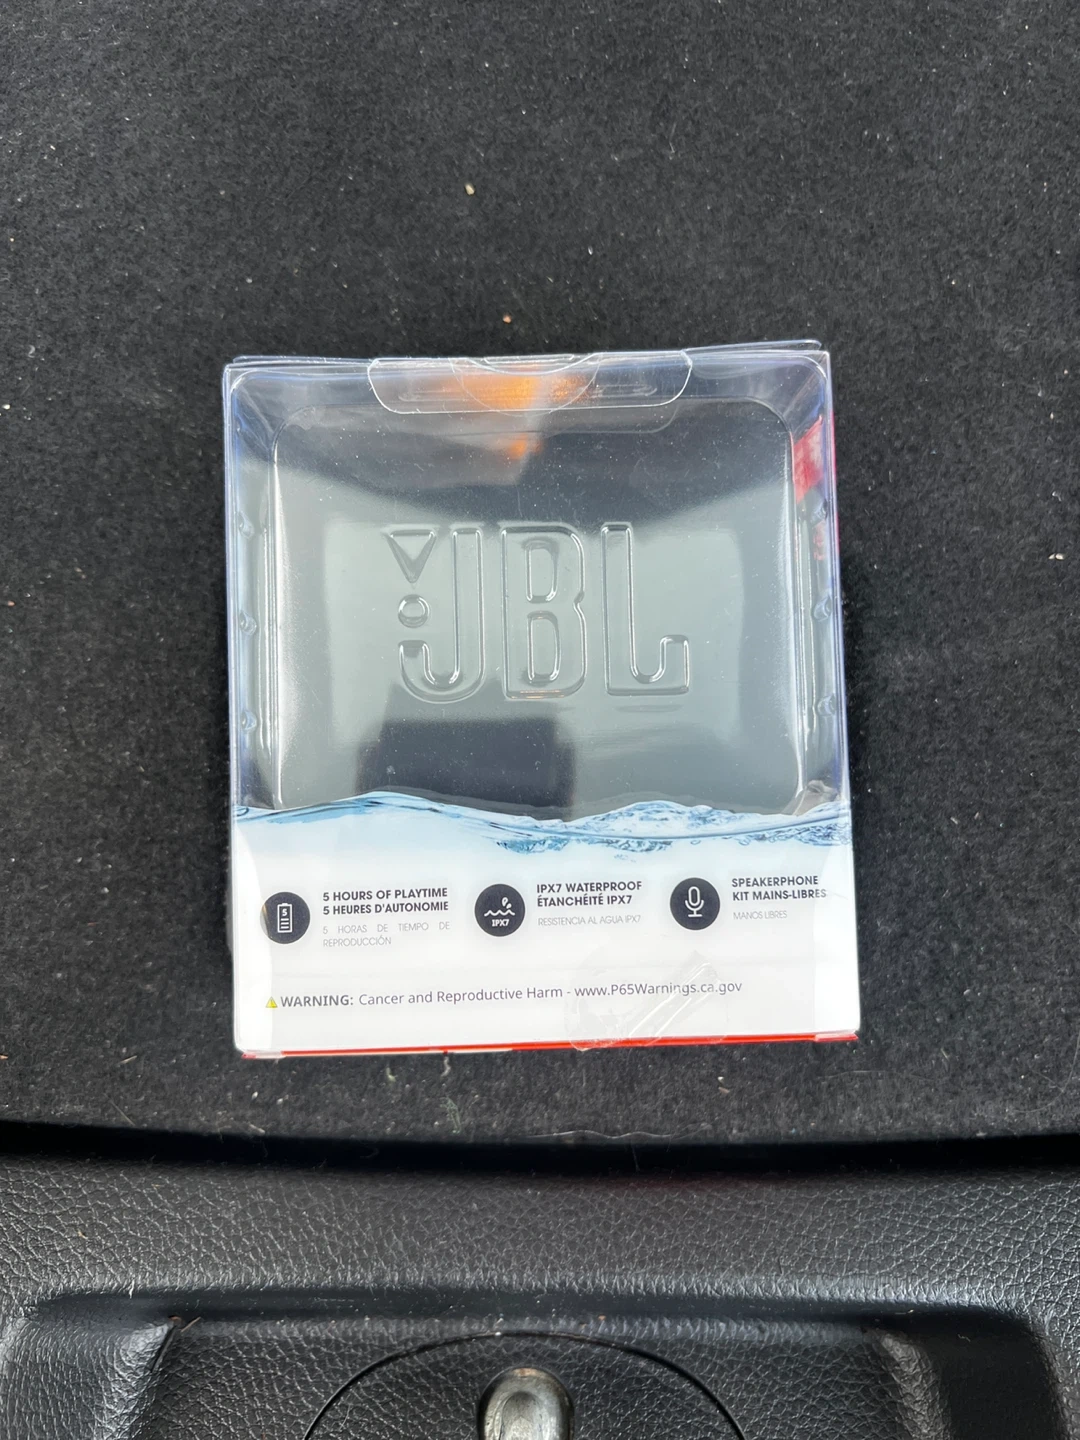 JBL
5 HOURS OF PLAYTIME
5 HEURES D'AUTONOMIE
5 HORAS DE TIEMPO DE
REPRODUCCIÓN
5
IPX7 WATERPROOF
ÉTANCHÉITÉ IPX7
RESISTENCIA AL AGUA IPX7
IPX7
SPEAKERPHONE
KIT MAINS-LIBRES
MANOS LIBRES
WARNING: Cancer and Reproductive Harm - www.P65Warnings.ca.gov